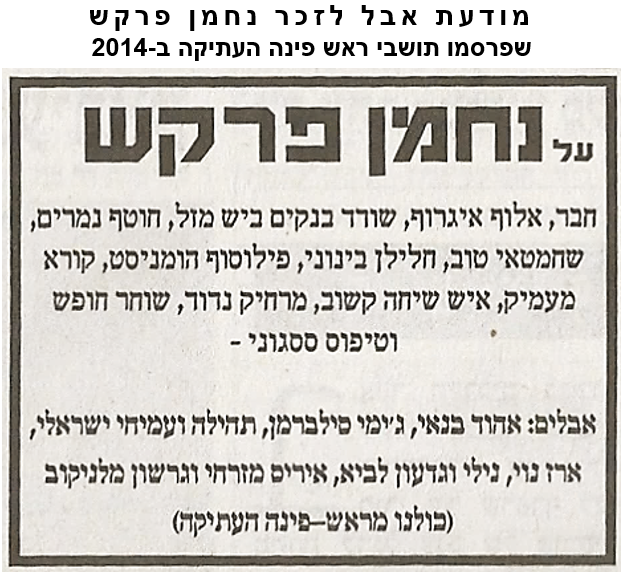 מודעת אבל לזכר נחמן פרקש
שפרסמו תושבי ראש פינה העתיקה ב-2014
על נחמן פרקש
חבר, אלוף איגרוף, שודד בנקים ביש מזל, חוטף נמרים,
שחמטאי טוב, חלילן בינוני, פילוסוף הומניסט, קורא
מעמיק, איש שיחה קשוב, מרחיק נדוד, שוחר חופש
וטיפוס ססגוני -
אבלים: אהוד בנאי, ג'ימי סילברמן, תהילה ועמיחי ישראלי,
ארז נוי, נילי וגדעון לביא, איריס מזרחי וגרשון מלניקוב
(כולנו מראש–פינה העתיקה)